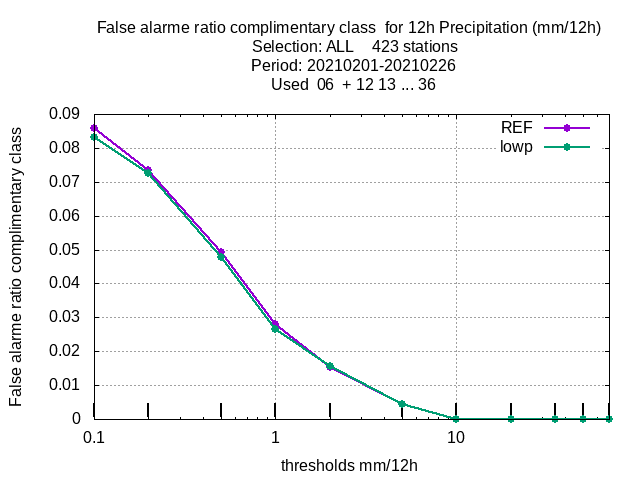 False alarme ratio complimentary class  for 12h Precipitation (mm/12h)
Selection: ALL    423 stations
Period: 20210201-20210226
Used  06  + 12 13 ... 36
False alarme ratio complimentary class
0.09
0.08
0.07
0.06
0.05
0.04
0.03
0.02
0.01
0
REF
lowp
0.1 1 10
thresholds mm/12h